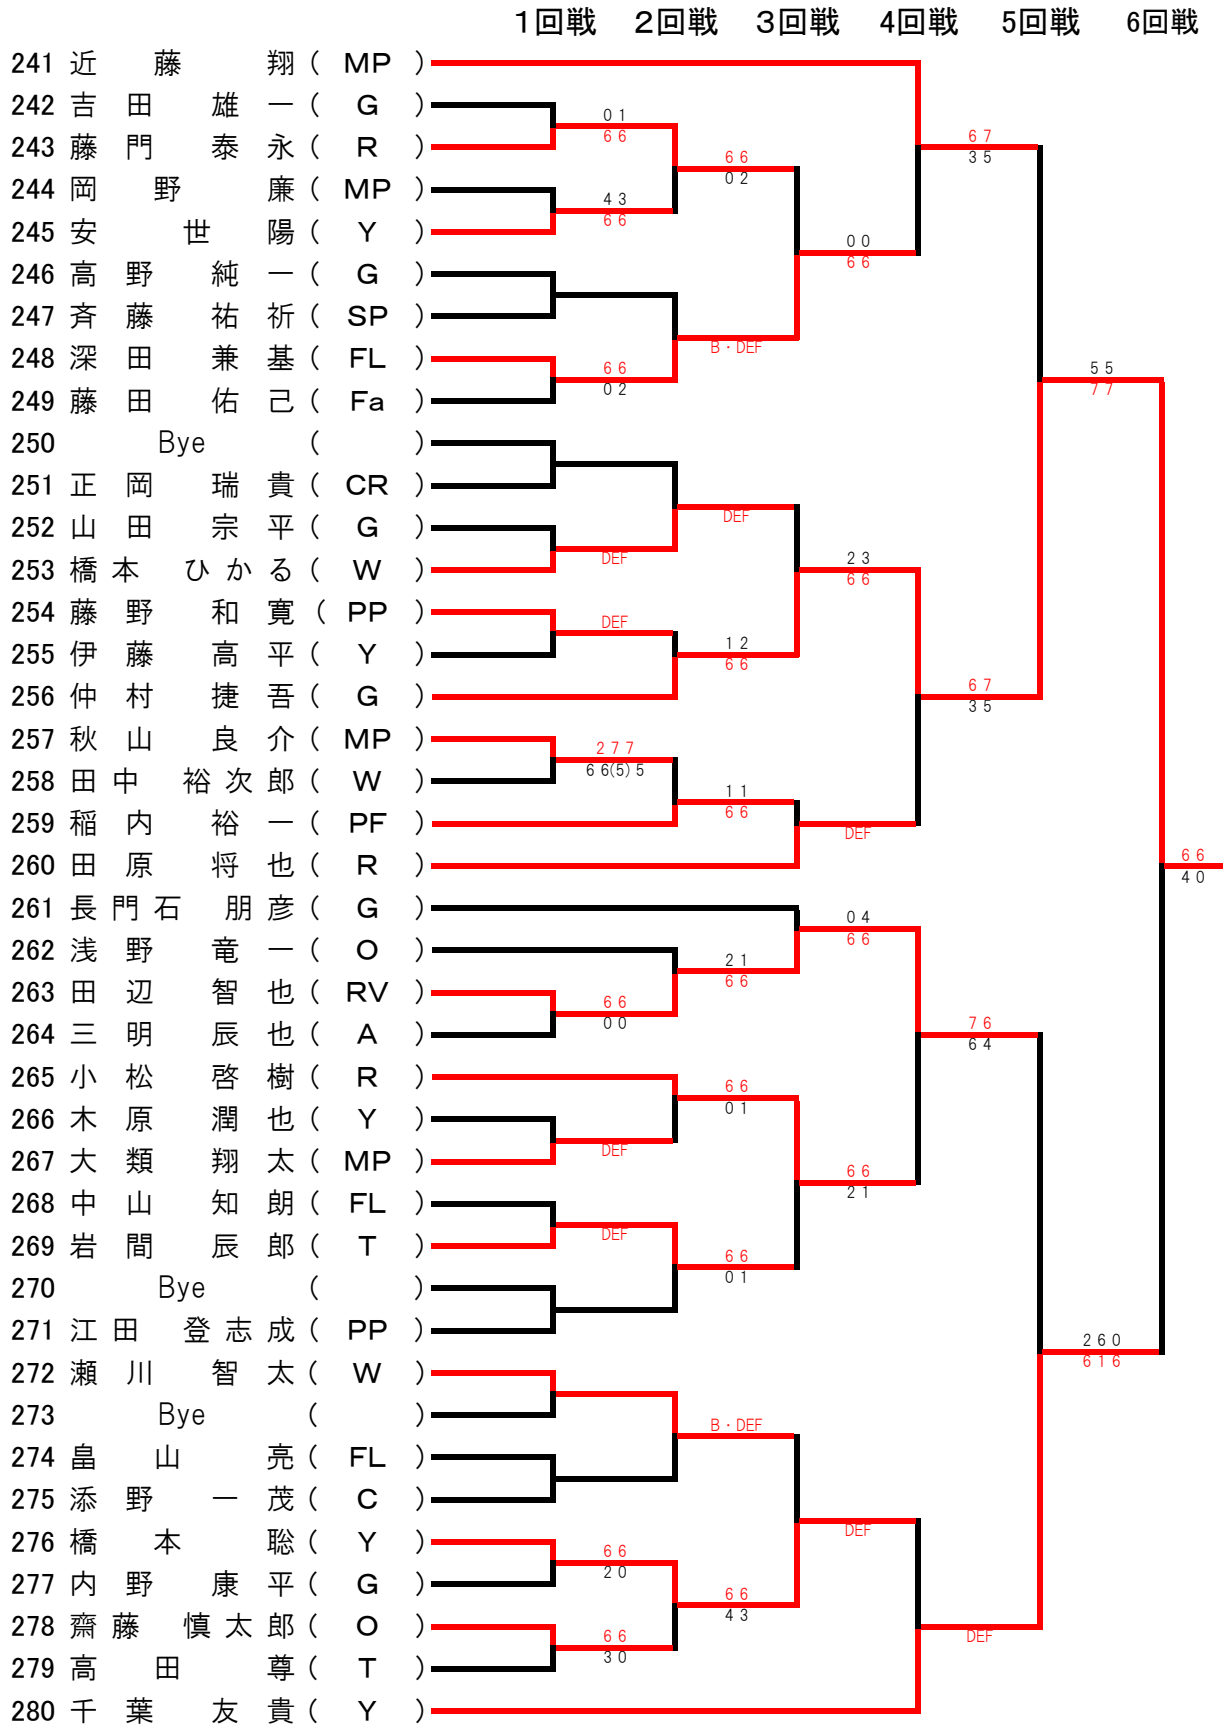 1回戦 2回戦 3回戦 4回戦 5回戦 6回戦
241 近 藤 翔 ( MP )
242 吉 田 雄 一 ( G )
0 1
6 6
6 7
3 5
243 藤 門 泰 永 ( R )
6 6
0 2
244 岡 野 廉 ( MP )
4 3
6 6
245 安 世 陽 ( Y )
0 0
6 6
246 高 野 純 一 ( G )
247 斉 藤 祐 祈 ( SP )
B・DEF
248 深 田 兼 基 ( FL )
6 6
0 2
5 5
7 7
249 藤 田 佑 己 ( Fa )
250 Bye ( )
251 正 岡 瑞 貴 ( CR )
DEF
252 山 田 宗 平 ( G )
DEF
2 3
6 6
253 橋 本 ひ か る ( W )
254 藤 野 和 寛 ( PP )
DEF
1 2
6 6
255 伊 藤 高 平 ( Y )
256 仲 村 捷 吾 ( G )
6 7
3 5
257 秋 山 良 介 ( MP )
2 7 7
6 6(5) 5
258 田 中 裕 次 郎 ( W )
1 1
6 6
259 稲 内 裕 一 ( PF )
DEF
260 田 原 将 也 ( R )
6 6
4 0
261 長 門 石 朋 彦 ( G )
0 4
6 6
262 浅 野 竜 一 ( O )
2 1
6 6
263 田 辺 智 也 ( RV )
6 6
0 0
264 三 明 辰 也 ( A )
7 6
6 4
265 小 松 啓 樹 ( R )
6 6
0 1
266 木 原 潤 也 ( Y )
DEF
267 大 類 翔 太 ( MP )
6 6
2 1
268 中 山 知 朗 ( FL )
DEF
269 岩 間 辰 郎 ( T )
6 6
0 1
270 Bye ( )
271 江 田 登 志 成 ( PP )
2 6 0
6 1 6
272 瀬 川 智 太 ( W )
273 Bye ( )
B・DEF
274 畠 山 亮 ( FL )
275 添 野 一 茂 ( C )
DEF
276 橋 本 聡 ( Y )
6 6
2 0
277 内 野 康 平 ( G )
6 6
4 3
278 齋 藤 慎 太 郎 ( O )
6 6
3 0
DEF
279 高 田 尊 ( T )
280 千 葉 友 貴 ( Y )